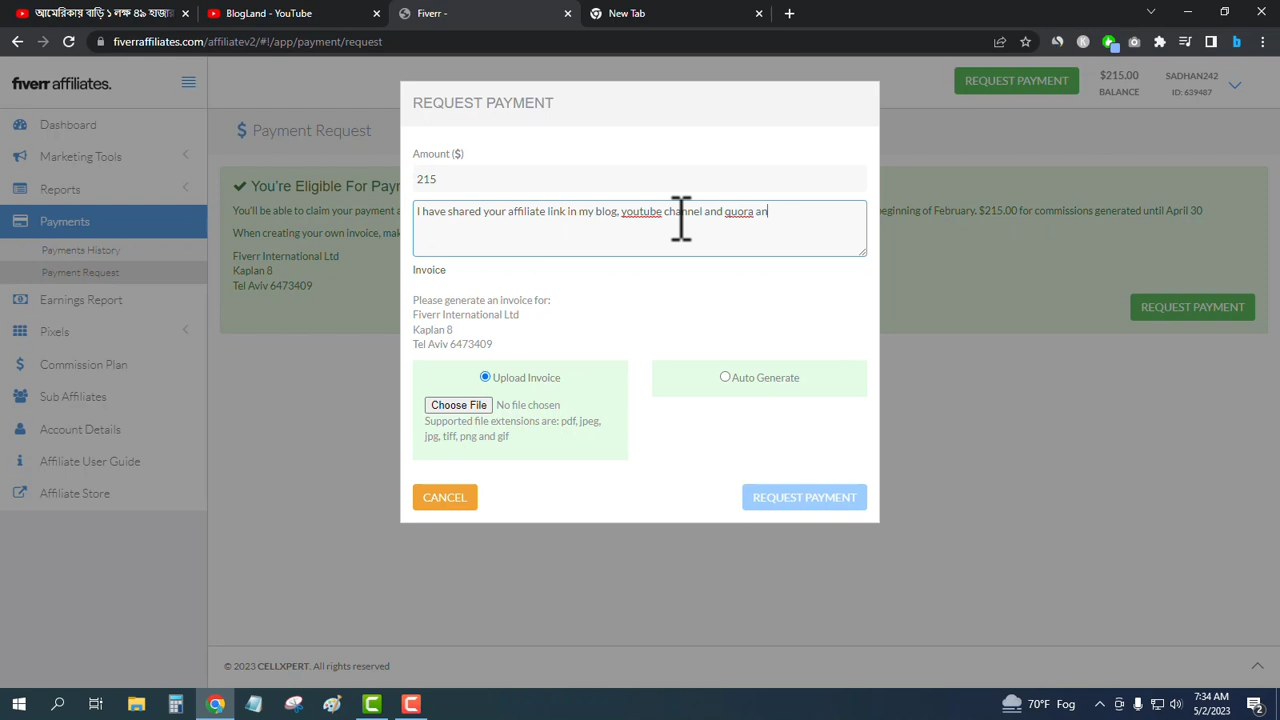 আমেরিকায় বাড়ি ১ লক্ষ ৪৯ হাজার
BlogLand - YouTube
Fiverr -
New Tab
fiverraffiliates.com/affiliatev2/#!/app/payment/request
fiverr affiliates.
REQUEST PAYMENT
$215.00
BALANCE
SADHAN242
ID: 639487
Dashboard
Marketing Tools
Reports
Payments
Payments History
Payment Request
Earnings Report
Pixels
Commission Plan
Sub Affiliates
Account Details
Affiliate User Guide
Affiliate Store
$ Payment Request
You're Eligible For Pay
You'll be able to claim your payment a
beginning of February. $215.00 for commissions generated until April 30
When creating your own invoice, mak
Fiverr International Ltd
Kaplan 8
Tel Aviv 6473409
REQUEST PAYMENT
REQUEST PAYMENT
Amount ($)
215
I have shared your affiliate link in my blog, youtube channel and quora an
Invoice
Please generate an invoice for:
Fiverr International Ltd
Kaplan 8
Tel Aviv 6473409
Upload Invoice
Auto Generate
Choose File No file chosen
Supported file extensions are: pdf, jpeg,
jpg, tiff, png and gif
CANCEL
REQUEST PAYMENT
© 2023 CELLXPERT. All rights reserved
70°F Fog
7:34 AM
5/2/2023
2